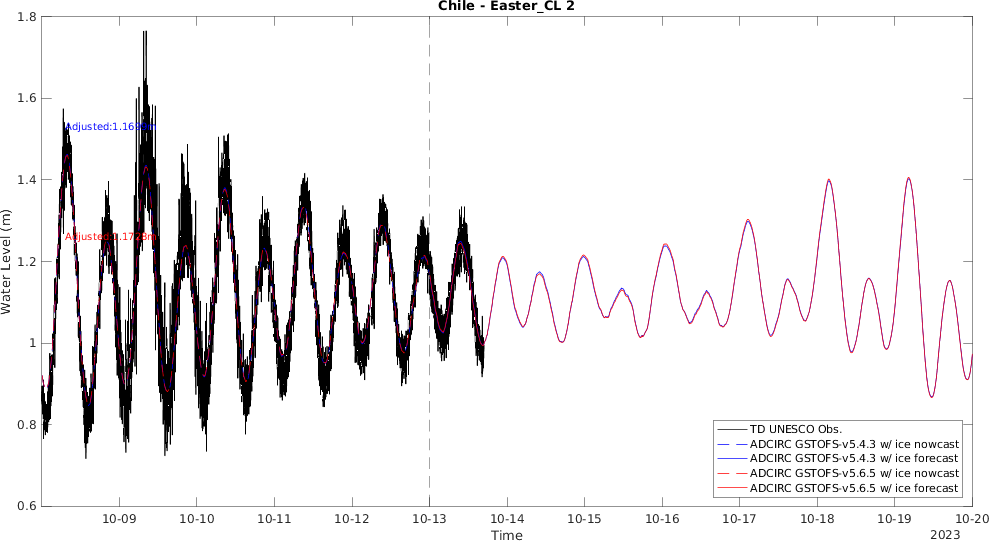 Chile - Easter_CL 2
1.8
1.6
1.4
1.2
1
0.8
0.6
Water Level (m)
Adjusted:1.169
Adjusted:1.1728m
TD UNESCO Obs.
ADCIRC GSTOFS-v5.4.3 w/ ice nowcast
ADCIRC GSTOFS-v5.4.3 w/ ice forecast
ADCIRC GSTOFS-v5.6.5 w/ ice nowcast
ADCIRC GSTOFS-v5.6.5 w/ ice forecast
10-09 10-10 10-11 10-12 10-13 10-14 10-15 10-16 10-17 10-18 10-19 10-20
Time
2023